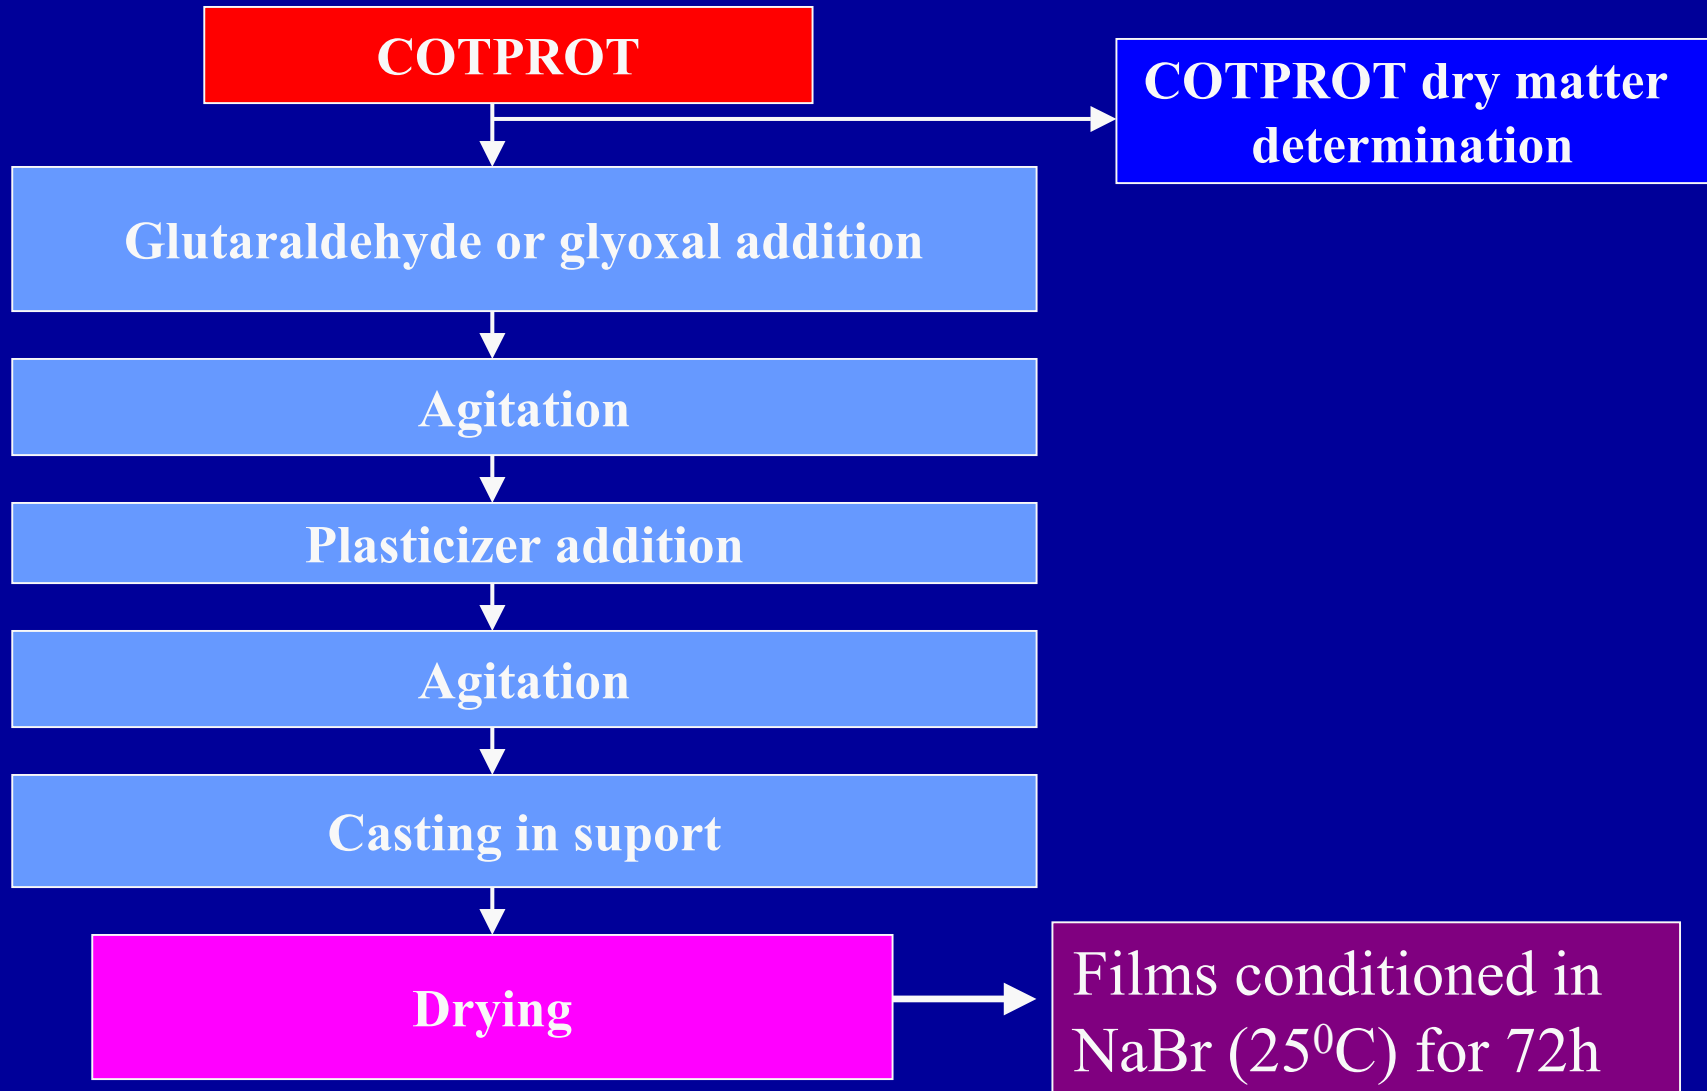 COTPROT
COTPROT dry matter
determination
Glutaraldehyde or glyoxal addition
Agitation
Plasticizer addition
Agitation
Casting in suport
Drying
Films conditioned in
NaBr (25⁰C) for 72h